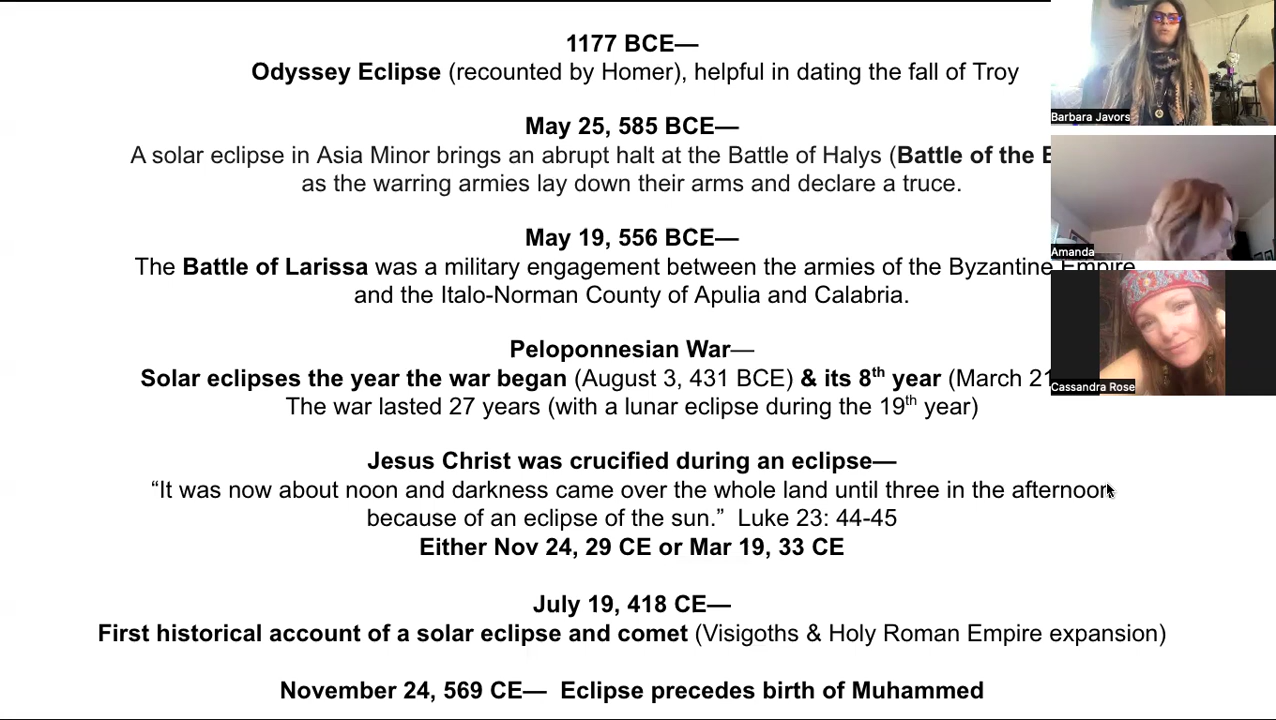 1177 BCE—
Odyssey Eclipse (recounted by Homer), helpful in dating the fall of Troy
May 25, 585 BCE—
A solar eclipse in Asia Minor brings an abrupt halt at the Battle of Halys (Battle of the
as the warring armies lay down their arms and declare a truce.
May 19, 556 BCE—
The Battle of Larissa was a military engagement between the armies of the Byzantine Empire
and the Italo-Norman County of Apulia and Calabria.
Peloponnesian War—
Solar eclipses the year the war began (August 3, 431 BCE) & its 8th year (March 21
The war lasted 27 years (with a lunar eclipse during the 19th year)
Jesus Christ was crucified during an eclipse—
“It was now about noon and darkness came over the whole land until three in the afternoon
because of an eclipse of the sun.” Luke 23: 44-45
Either Nov 24, 29 CE or Mar 19, 33 CE
July 19, 418 CE—
First historical account of a solar eclipse and comet (Visigoths & Holy Roman Empire expansion)
November 24, 569 CE— Eclipse precedes birth of Muhammed
Barbara Javors
Amanda
Cassandra Rose